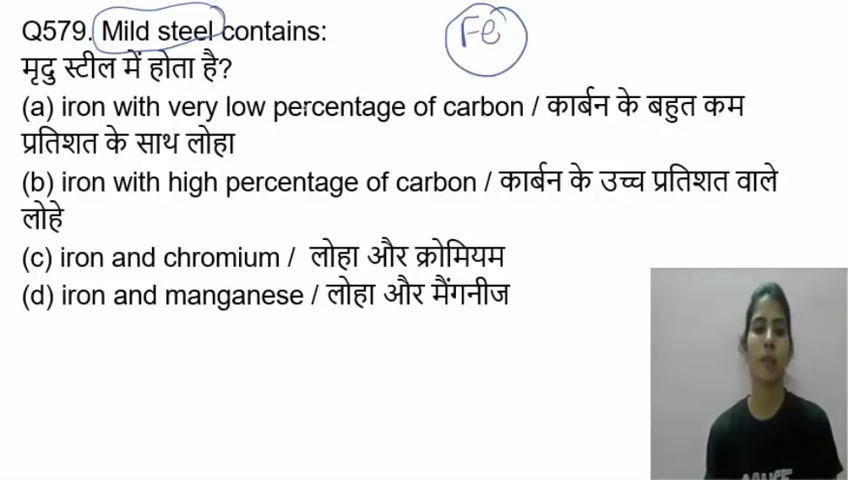 Q579. Mild steel contains:
Fe
मृदु स्टील में होता है?
(a) iron with very low percentage of carbon / कार्बन के बहुत कम
प्रतिशत के साथ लोहा
(b) iron with high percentage of carbon / कार्बन के उच्च प्रतिशत वाले
लोहे
(c) iron and chromium / लोहा और क्रोमियम
(d) iron and manganese / लोहा और मैंगनीज